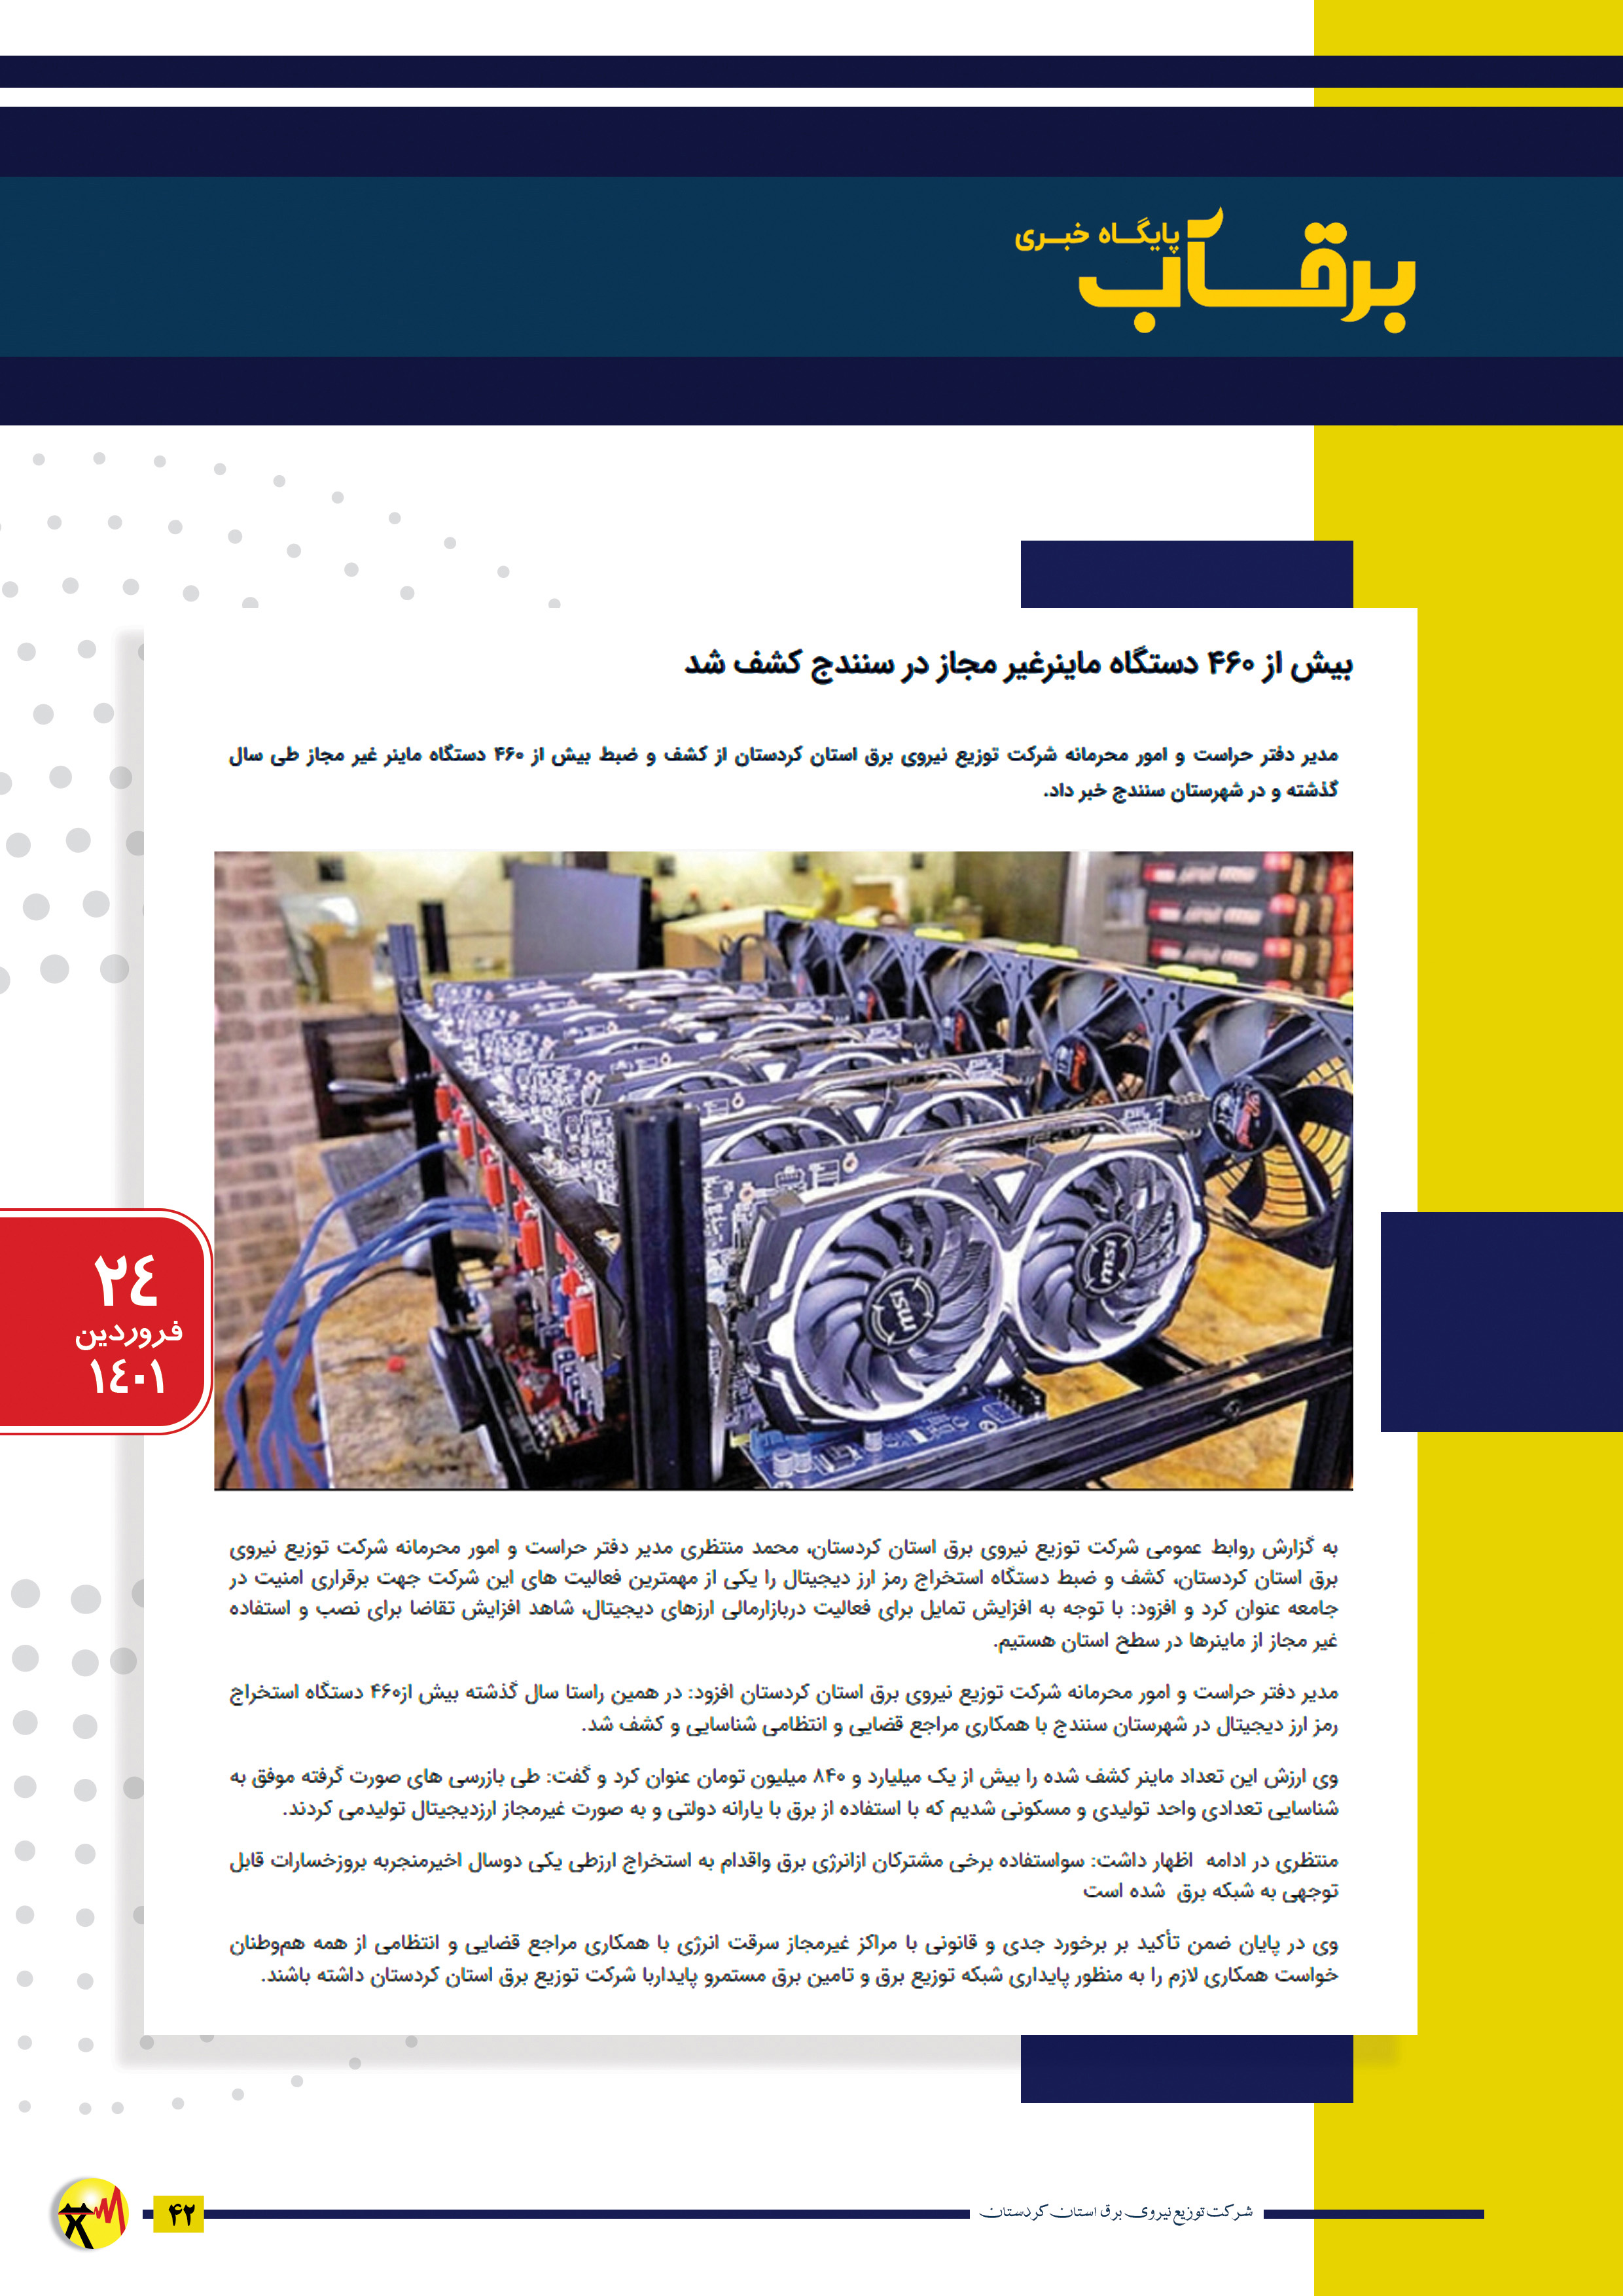 پایگاه خبری
برقآب
بیش از ۴۶۰ دستگاه ماینرغیر مجاز در سنندج کشف شد
مدیر دفتر حراست و امور محرمانه شرکت توزیع نیروی برق استان کردستان از کشف و ضبط بیش از ۴۶۰ دستگاه ماینر غیر مجاز طی سال
گذشته و در شهرستان سنندج خبر داد.
msi
msi
۲٤
فروردین
۱٤۰۱
به گزارش روابط عمومی شرکت توزیع نیروی برق استان کردستان، محمد منتظری مدیر دفتر حراست و امور محرمانه شرکت توزیع نیروی
برق استان کردستان، کشف و ضبط دستگاه استخراج رمز ارز دیجیتال را یکی از مهمترین فعالیت های این شرکت جهت برقراری امنیت در
جامعه عنوان کرد و افزود: با توجه به افزایش تمایل برای فعالیت دربازارمالی ارزهای دیجیتال، شاهد افزایش تقاضا برای نصب و استفاده
غیر مجاز از ماینرها در سطح استان هستیم.
مدیر دفتر حراست و امور محرمانه شرکت توزیع نیروی برق استان کردستان افزود: در همین راستا سال گذشته بیش از۴۶۰ دستگاه استخراج
رمز ارز دیجیتال در شهرستان سنندج با همکاری مراجع قضایی و انتظامی شناسایی و کشف شد.
وی ارزش این تعداد ماینر کشف شده را بیش از یک میلیارد و ۸۴۰ میلیون تومان عنوان کرد و گفت: طی بازرسی های صورت گرفته موفق به
شناسایی تعدادی واحد تولیدی و مسکونی شدیم که با استفاده از برق با یارانه دولتی و به صورت غیرمجاز ارزدیجیتال تولیدمی کردند.
منتظری در ادامه اظهار داشت: سواستفاده برخی مشترکان ازانرژی برق واقدام به استخراج ارزطی یکی دوسال اخیرمنجربه بروزخسارات قابل
توجهی به شبکه برق شده است
وی در پایان ضمن تأکید بر برخورد جدی و قانونی با مراکز غیرمجاز سرقت انرژی با همکاری مراجع قضایی و انتظامی از همه هم‌وطنان
خواست همکاری لازم را به منظور پایداری شبکه توزیع برق و تامین برق مستمرو پایداربا شرکت توزیع برق استان کردستان داشته باشند.
شرکت توزیع نیروی برق استان کردستان
۴۲